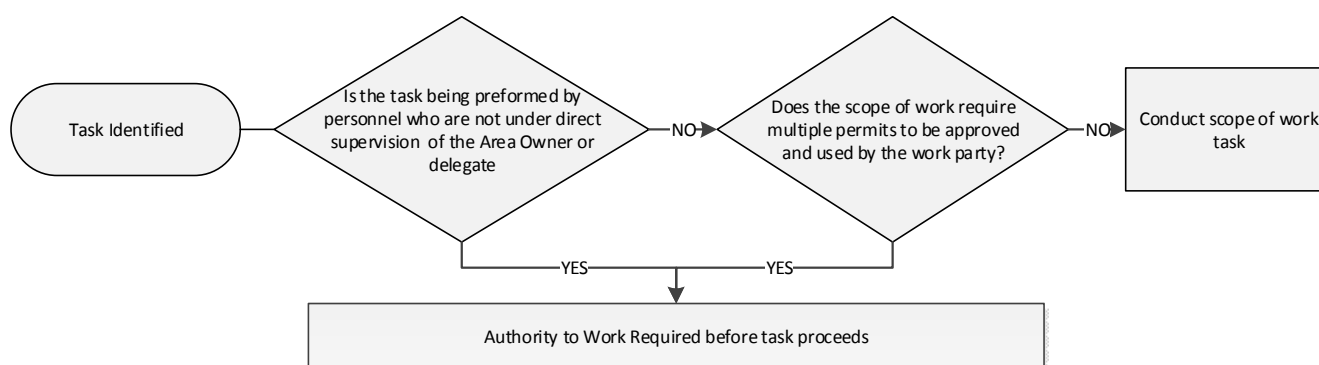 Task Identified
Is the task being preformed by
personnel who are not under direct
supervision of the Area Owner or
delegate
NO
Does the scope of work require
multiple permits to be approved
and used by the work party?
NO
Conduct scope of work
task
YES
YES
Authority to Work Required before task proceeds